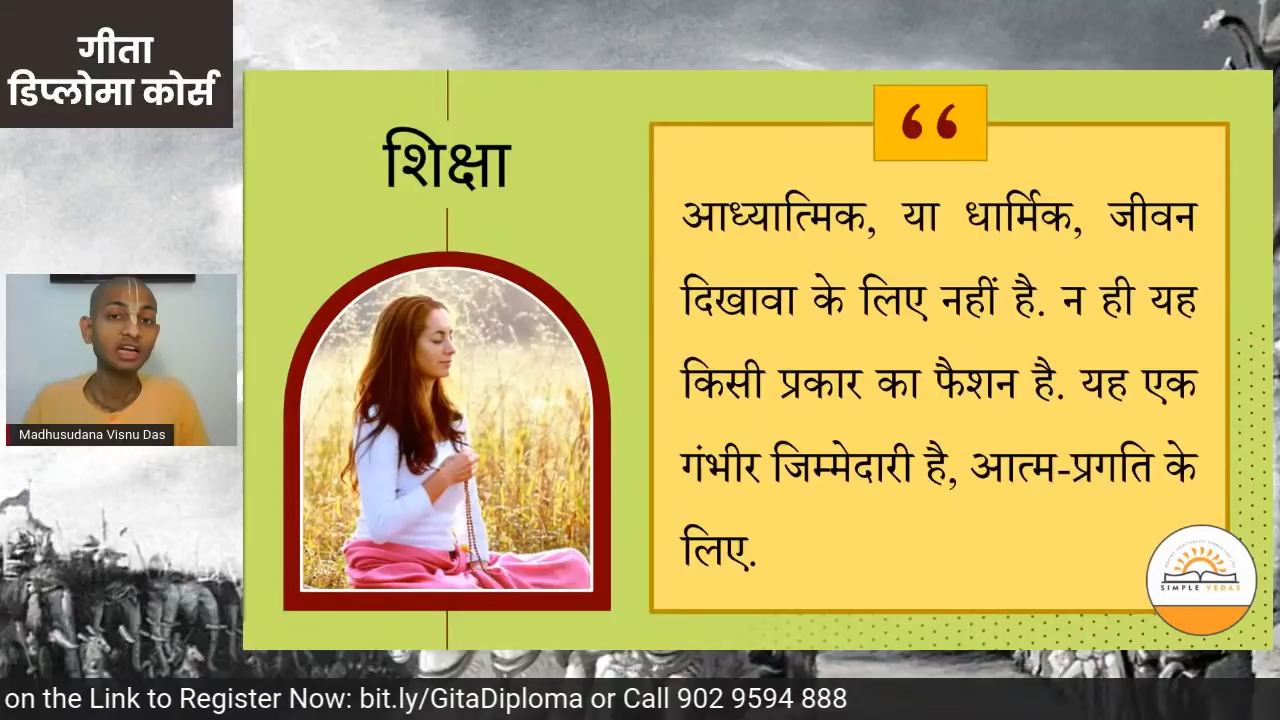 गीता
डिप्लोमा कोर्स
शिक्षा
“
आध्यात्मिक, या धार्मिक, जीवन
दिखावा के लिए नहीं है. न ही यह
किसी प्रकार का फैशन है. यह एक
गंभीर जिम्मेदारी है, आत्म-प्रगति के
लिए.
Madhusudana Visnu Das
SIMPLE VEDAS
on the Link to Register Now: bit.ly/GitaDiploma or Call 902 9594 888